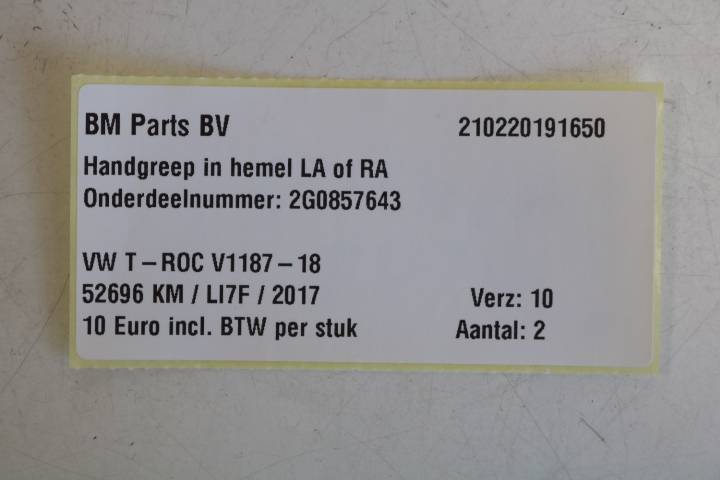 BM Parts BV 210220191650
Handgreep in hemel LA of RA
Onderdeelnummer: 2G0857643
VW T-ROC V1187-18
52696 KM / LI7F / 2017 Verz: 10
10 Euro incl. BTW per stuk Aantal: 2